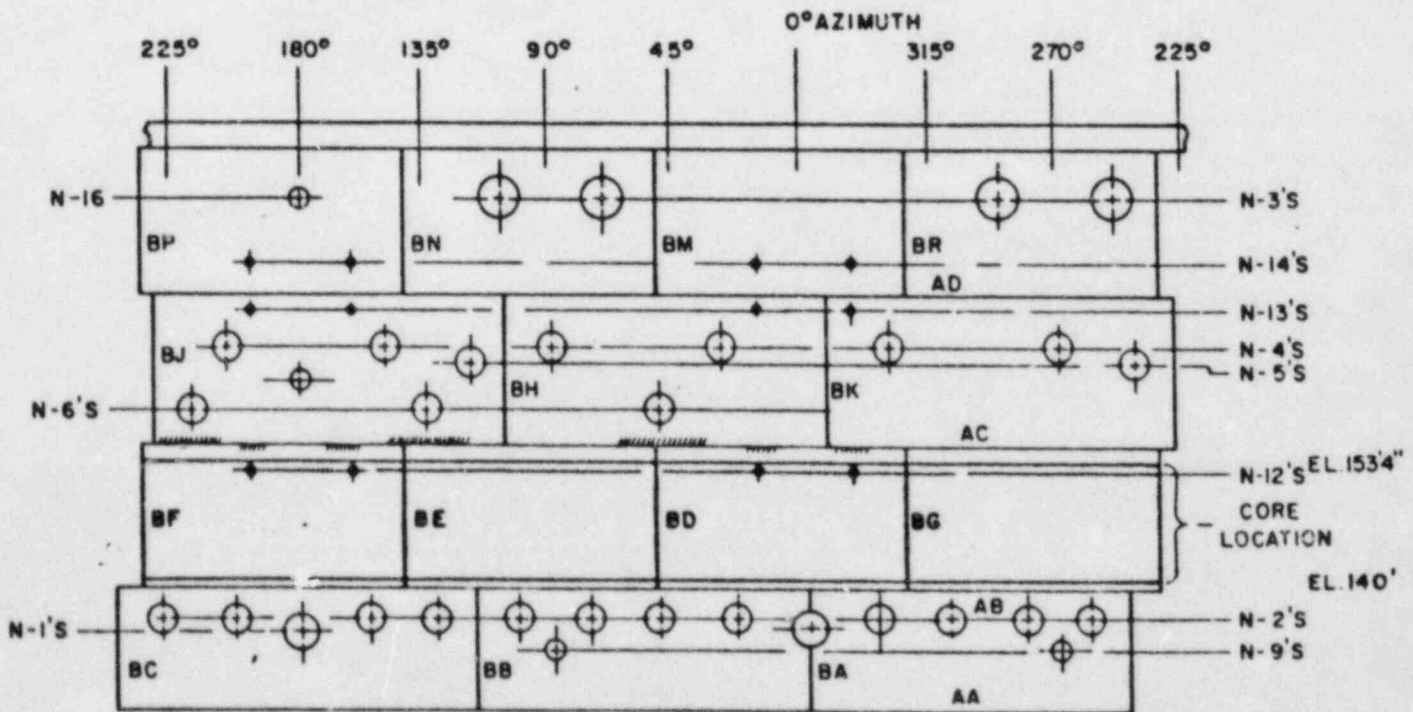 0° AZIMUTH
225° 180° 135° 90° 45° 315° 270° 225°
N-16
N-3'S
BP BN BM BR
N-14'S
AD
N-13'S
N-4'S
BJ
N-5'S
BH BK
N-6'S
AC
EL. 153'4"
N-12'S
BF BE BD BG
CORE
LOCATION
EL. 140'
AB
N-2'S
N-1'S
N-9'S
BC BB BA
AA